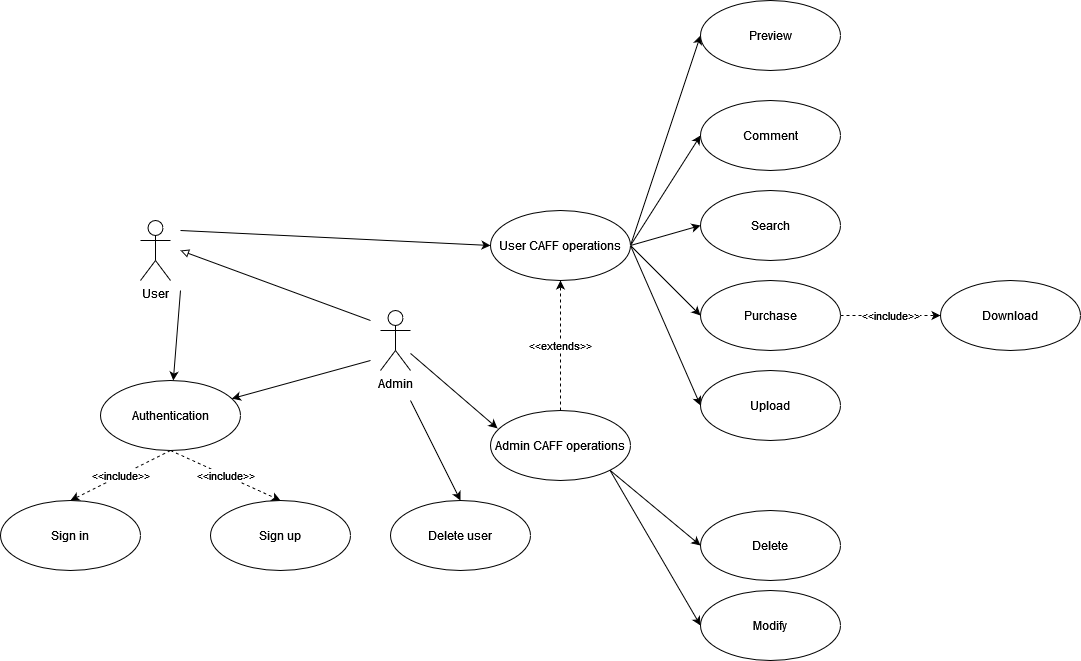 Preview
Comment
Search
User CAFF operations
User
Purchase
<<include>>
Download
<<extends>>
Admin
Upload
Authentication
Admin CAFF operations
<<include>>
<<include>>
Sign in
Sign up
Delete user
Delete
Modify